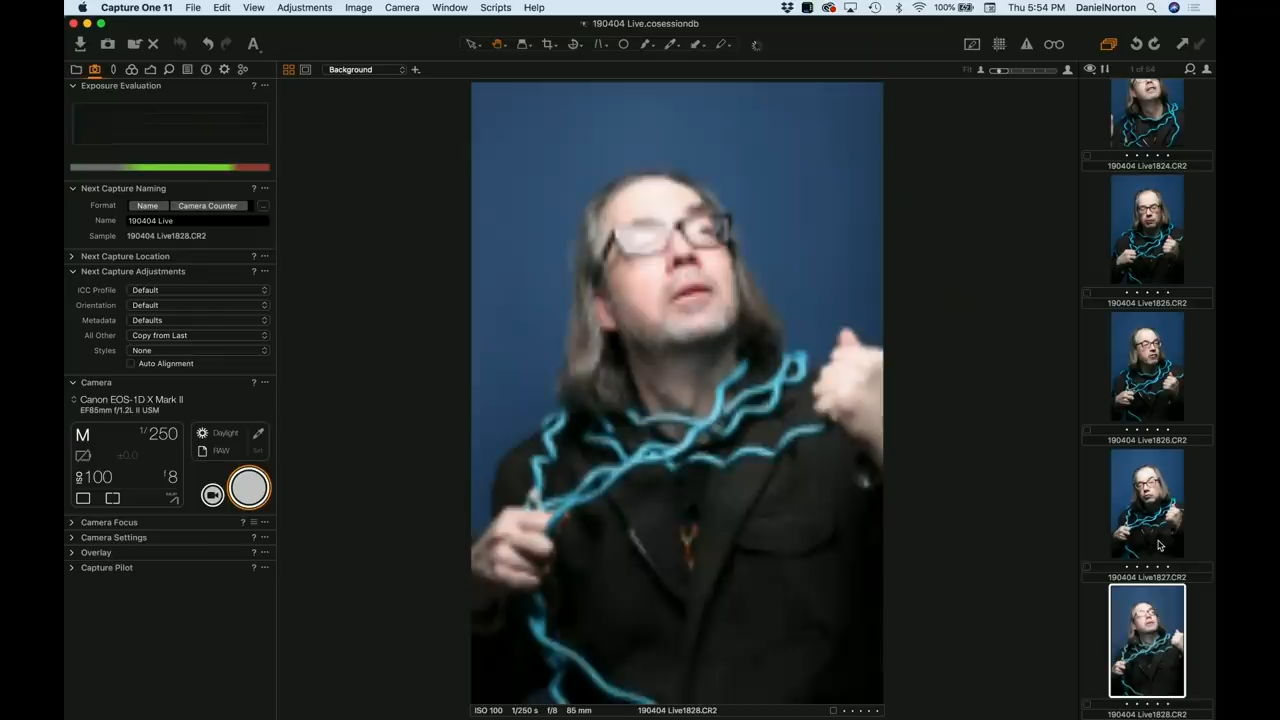 Capture One 11 File Edit View Adjustments Image Camera Window Scripts Help 100% Thu 5:54 PM DanielNorton
190404 Live.cosessiondb
Background
Fit
1 of 54
Exposure Evaluation ? ...
Next Capture Naming ? ...
Format Name Camera Counter ...
Name 190404 Live
Sample 190404 Live1828.CR2
Next Capture Location ? ...
Next Capture Adjustments ? ...
ICC Profile Default
Orientation Default
Metadata Defaults
All Other Copy from Last
Styles None
Auto Alignment
Camera ? ...
Canon EOS-1D X Mark II
EF85mm f/1.2L II USM
M 1/250 Daylight
±0.0 RAW Set
ISO 100 f8
Camera Focus ? ...
Camera Settings ? ...
Overlay ? ...
Capture Pilot ? ...
ISO 100 1/250 s f/8 85 mm 190404 Live1828.CR2
190404 Live1824.CR2
190404 Live1825.CR2
190404 Live1826.CR2
190404 Live1827.CR2
190404 Live1828.CR2